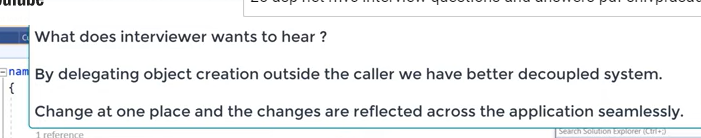 What does interviewer wants to hear ?
nam
By delegating object creation outside the caller we have better decoupled system.
{
Change at one place and the changes are reflected across the application seamlessly.
1 reference
Search Solution Explorer (Ctrl+;)